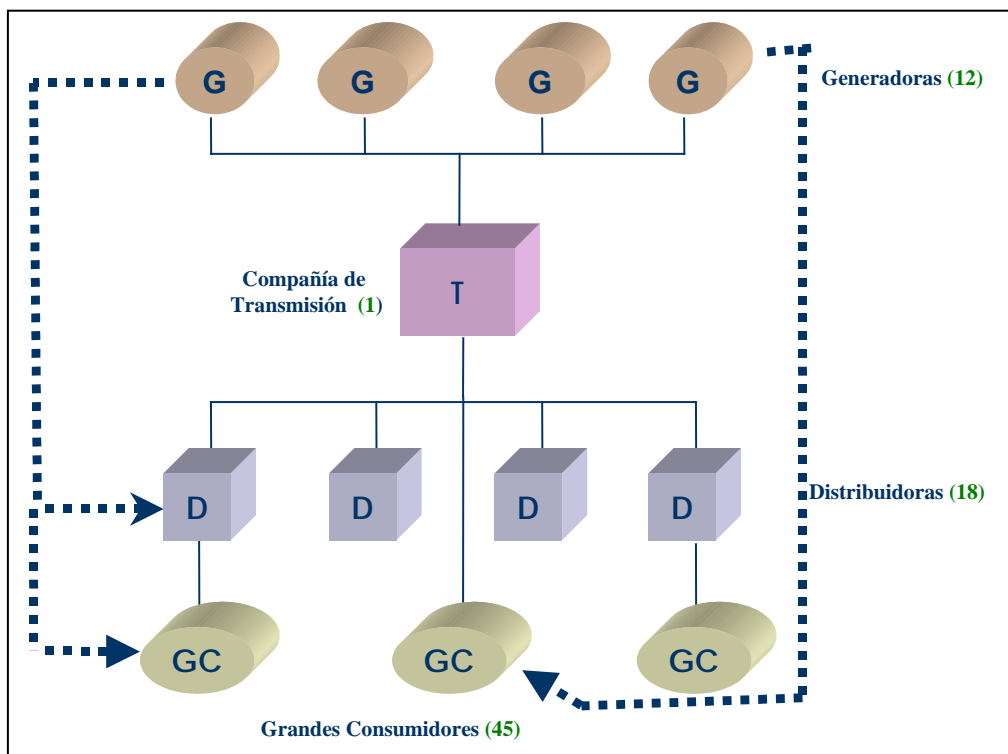 G G G G
Generadoras (12)
Compañía de
Transmisión (1)
T
D D D D
Distribuidoras (18)
GC GC GC
Grandes Consumidores (45)